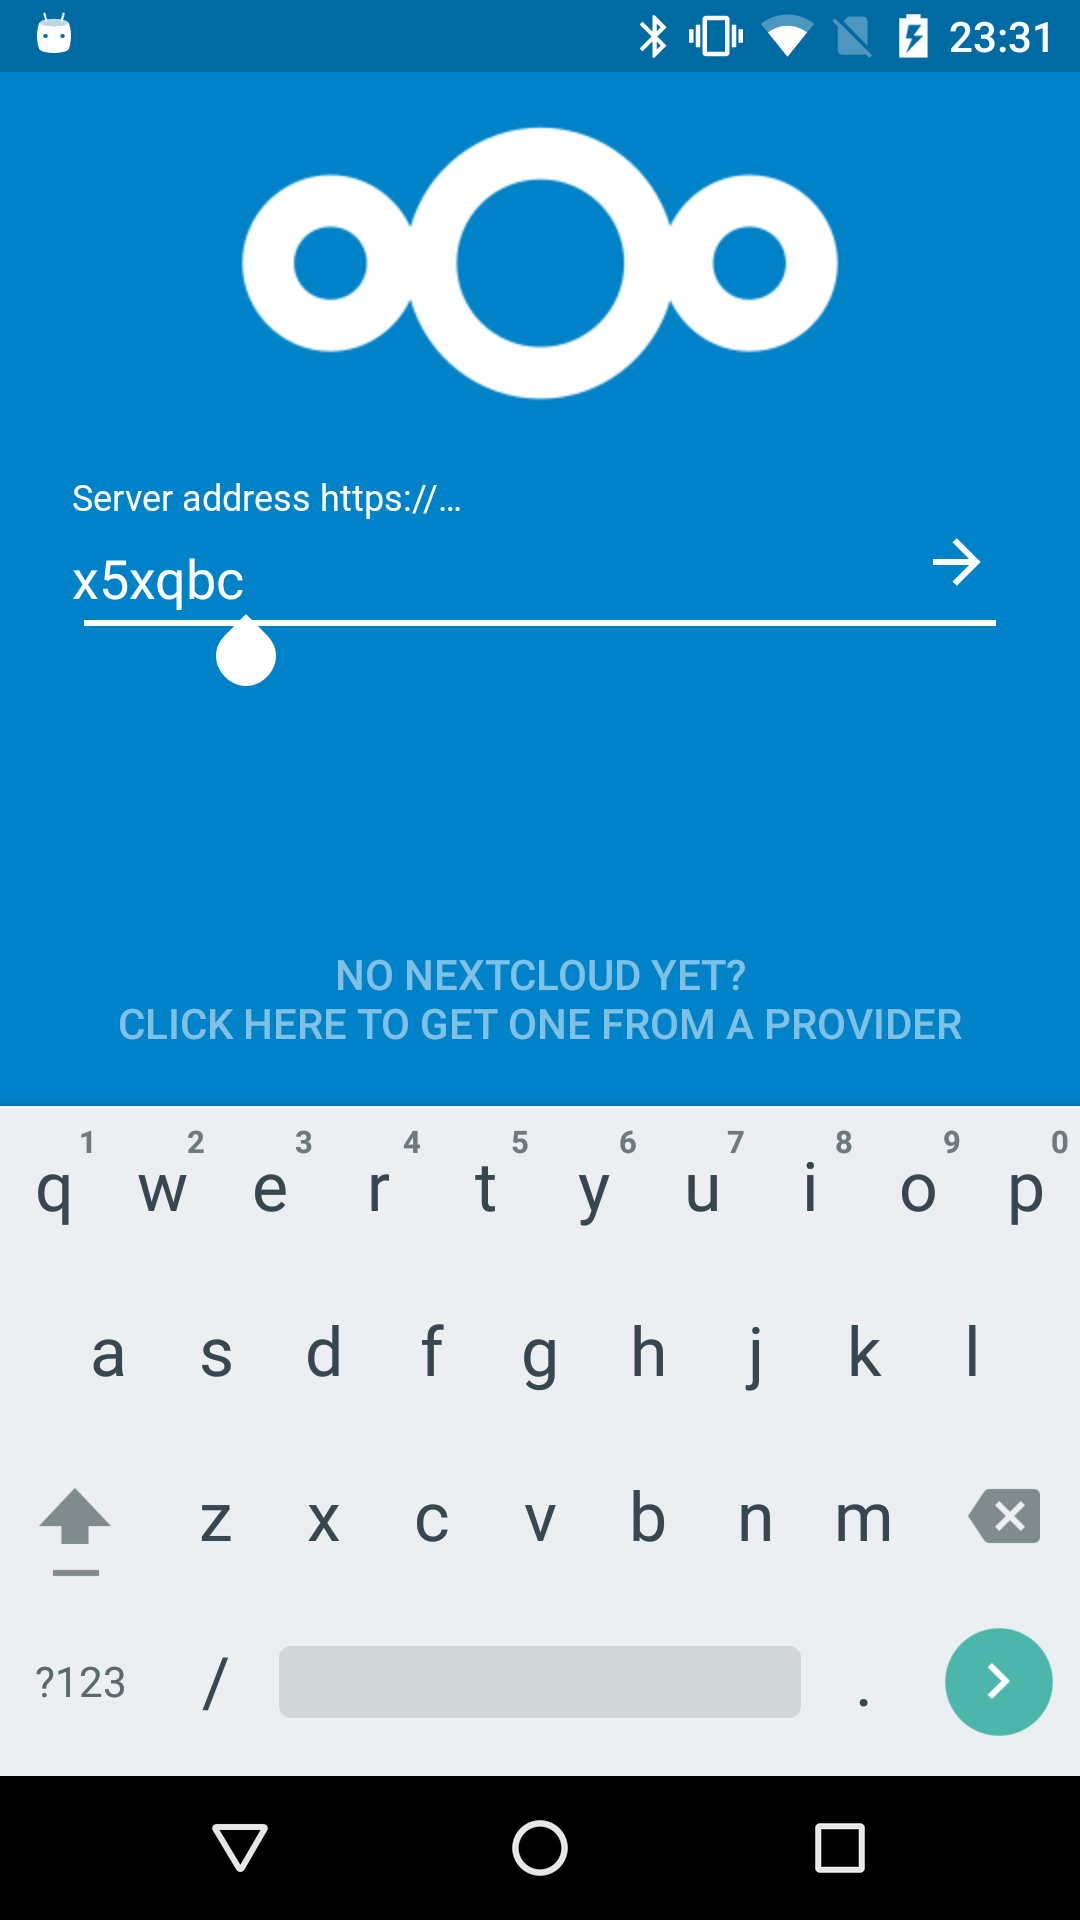 23:31
Server address https://...
x5xqbc
NO NEXTCLOUD YET?
CLICK HERE TO GET ONE FROM A PROVIDER
1 2 3 4 5 6 7 8 9 0
q w e r t y u i o p
a s d f g h j k l
z x c v b n m
?123 / .